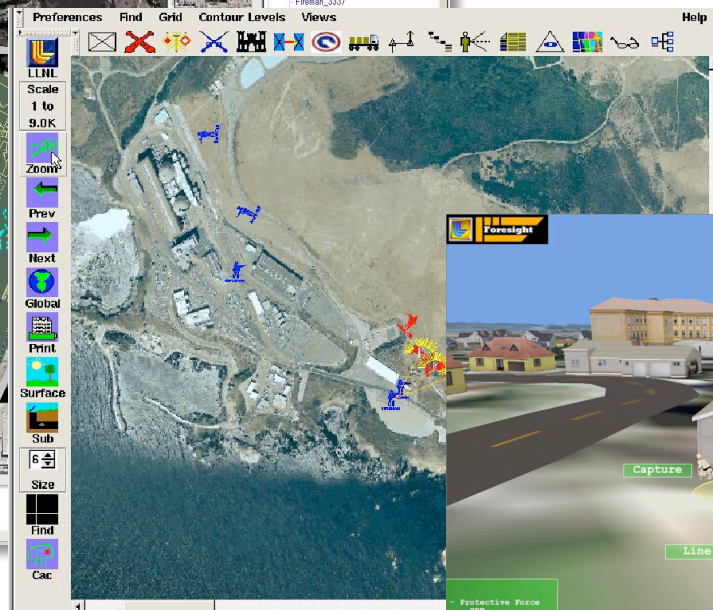 Fireman_3337
Preferences Find Grid Contour Levels Views Help
LLNL
Scale
1 to
9.0K
Zoom
Prev
Next
Global
Print
Surface
Sub
6
Size
Find
Cac
Foresight
Capture
Line
- Protective Force